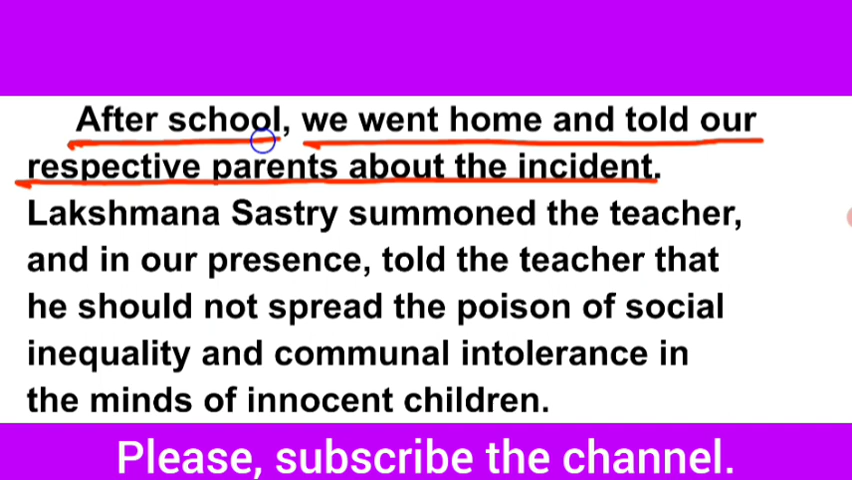 After school, we went home and told our
respective parents about the incident.
Lakshmana Sastry summoned the teacher,
and in our presence, told the teacher that
he should not spread the poison of social
inequality and communal intolerance in
the minds of innocent children.
Please, subscribe the channel.